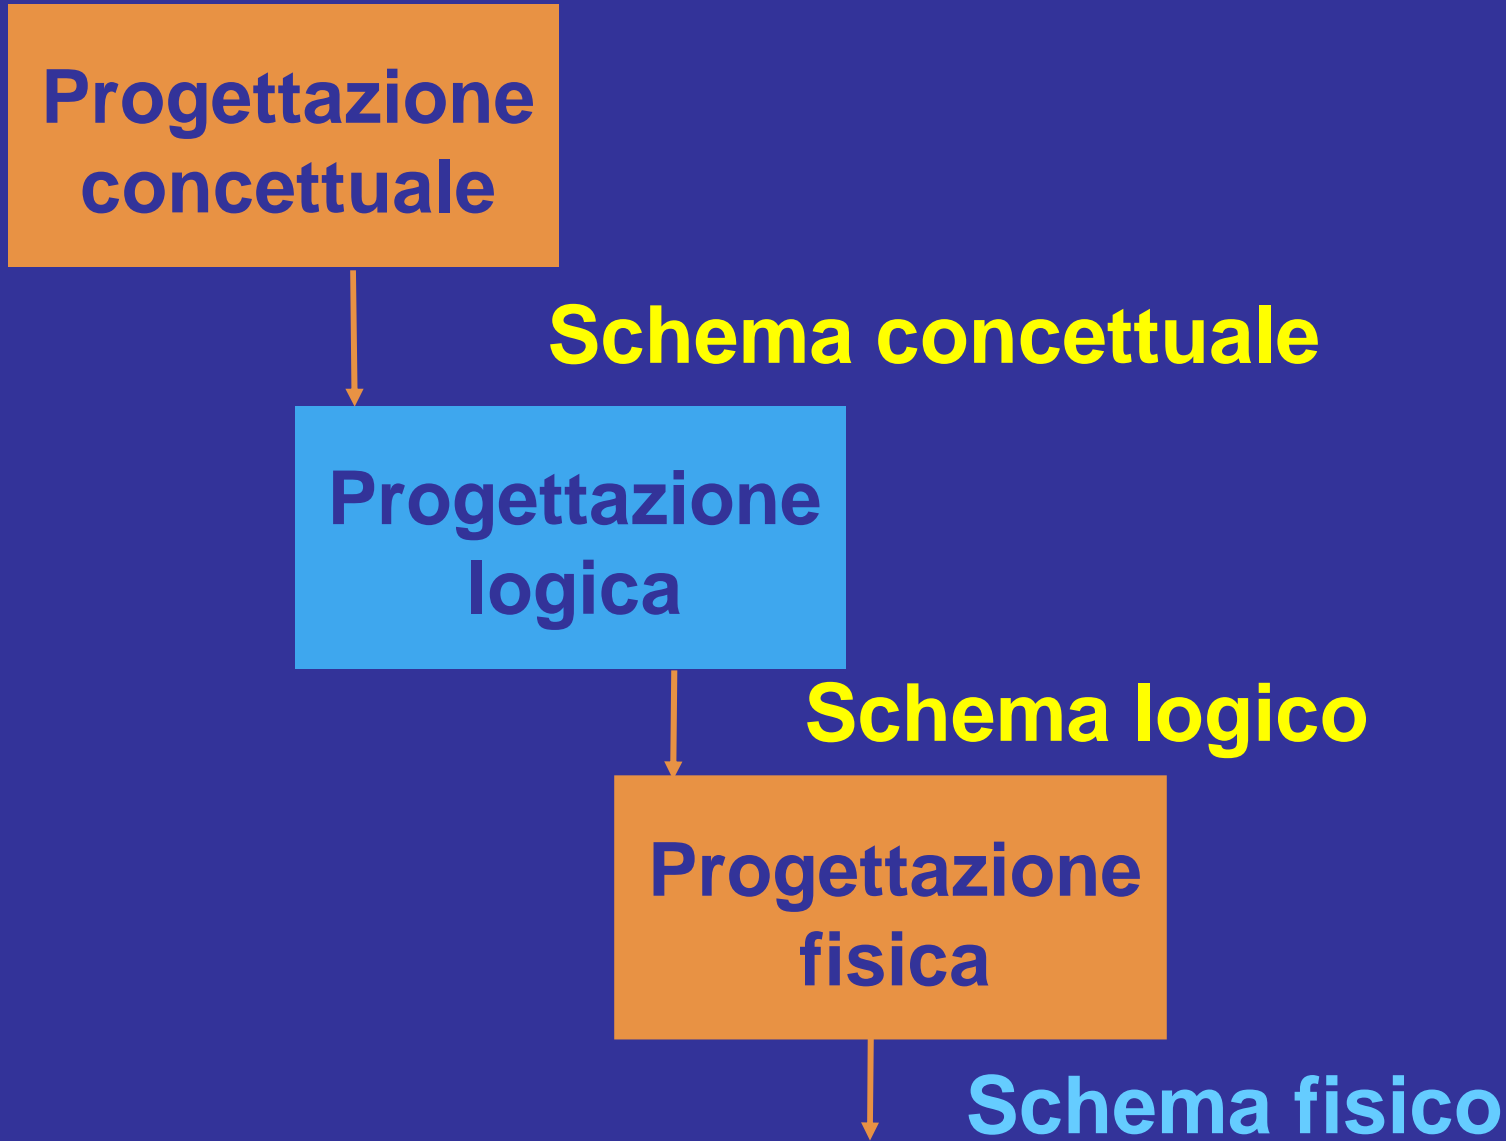 Progettazione
concettuale
Schema concettuale
Progettazione
logica
Schema logico
Progettazione
fisica
Schema fisico